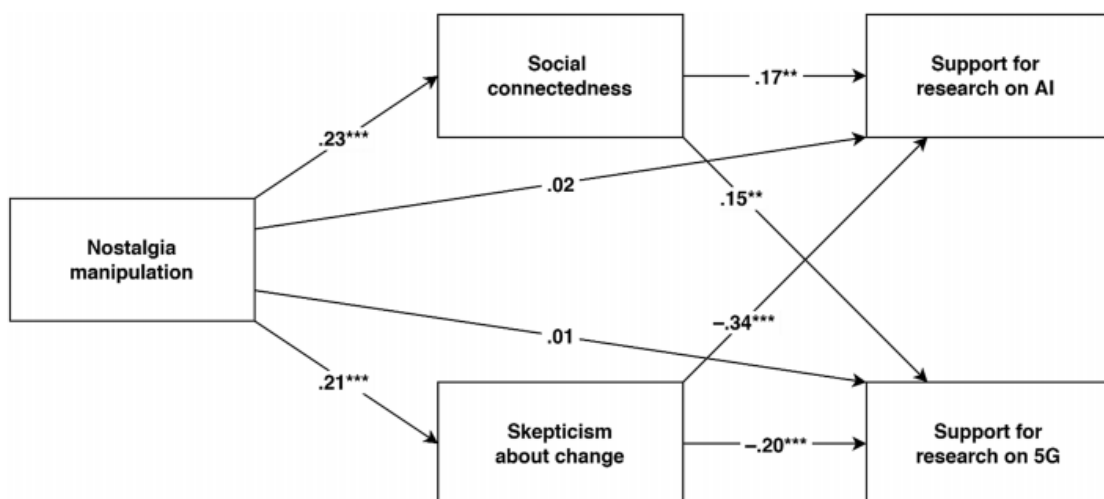 Social
connectedness
.17**
Support for
research on AI
.23***
.02
.15**
Nostalgia
manipulation
.01
–.34***
.21***
Skepticism
about change
–.20***
Support for
research on 5G